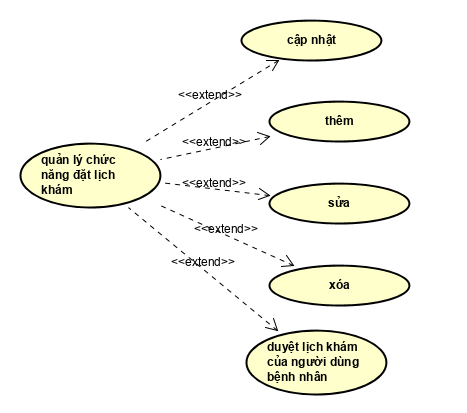 cập nhật
<<extend>>
thêm
<<extend>>
quản lý chức
năng đặt lịch
khám
<<extend>>
sửa
<<extend>>
<<extend>>
xóa
duyệt lịch khám
của người dùng
bệnh nhân